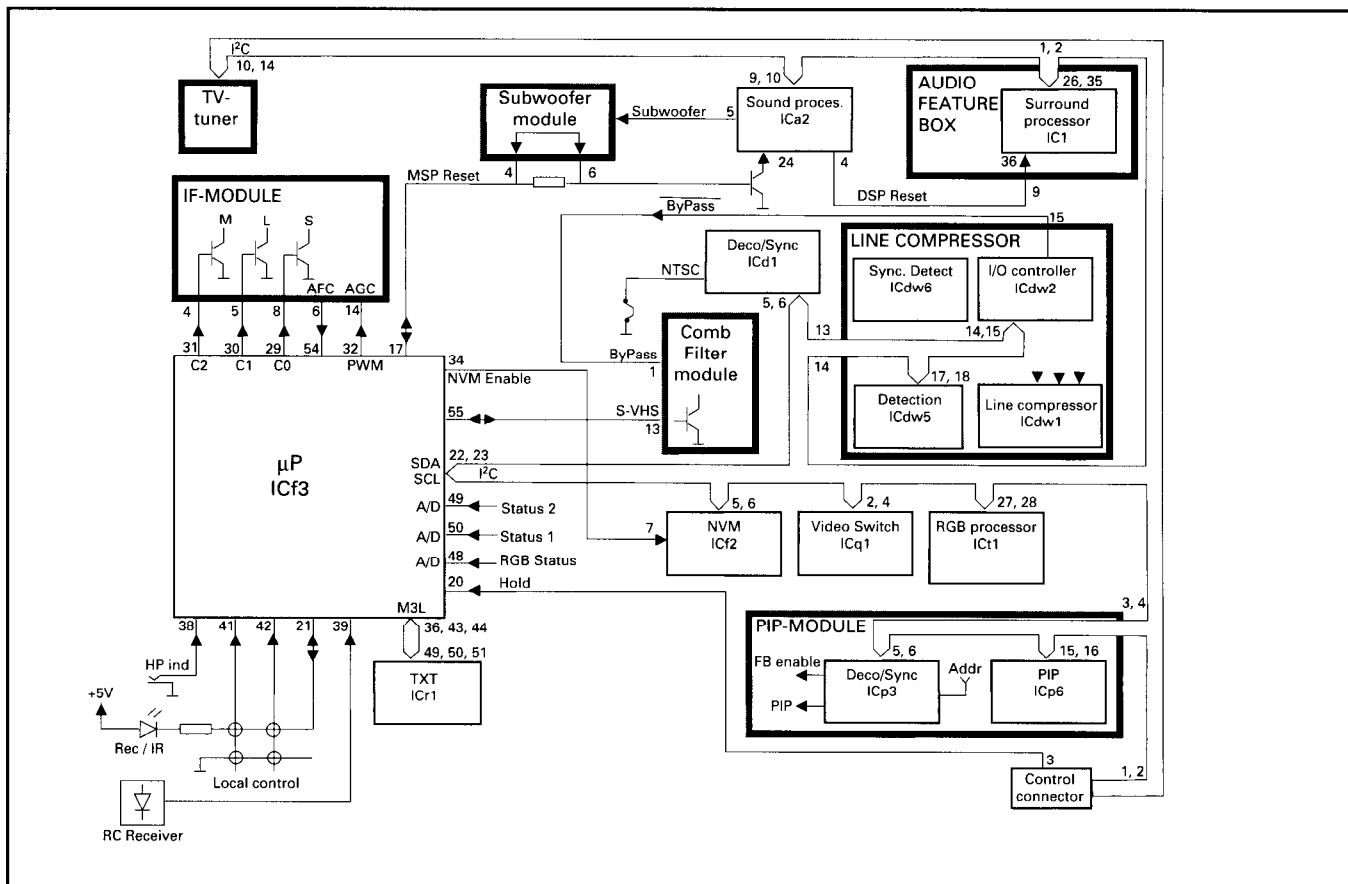 I²C
10, 14
1, 2
TV-
tuner
Subwoofer
module
4
6
Subwoofer
5
9, 10
Sound proces.
ICa2
24
4
AUDIO
FEATURE
BOX
26, 35
Surround
processor
IC1
36
9
DSP Reset
MSP Reset
IF-MODULE
M
L
S
AFC
AGC
4
5
8
6
14
31
30
29
54
32
17
C2
C1
C0
PWM
ByPass
15
Deco/Sync
ICd1
NTSC
5, 6
LINE COMPRESSOR
Sync. Detect
ICdw6
I/O controller
ICdw2
13
14, 15
14
17, 18
Detection
ICdw5
Line compressor
ICdw1
ByPass
1
Comb
Filter
module
S-VHS
13
34
NVM Enable
55
µP
ICf3
SDA
SCL
22, 23
I²C
A/D
49
Status 2
A/D
50
Status 1
A/D
48
RGB Status
20
Hold
M3L
5, 6
7
NVM
ICf2
2, 4
Video Switch
ICq1
27, 28
RGB processor
ICt1
3, 4
38
41
42
21
39
36, 43, 44
49, 50, 51
TXT
ICr1
HP ind
+5V
Rec / IR
Local control
RC Receiver
PIP-MODULE
FB enable
PIP
5, 6
Deco/Sync
ICp3
Addr
15, 16
PIP
ICp6
3
Control
connector
1, 2